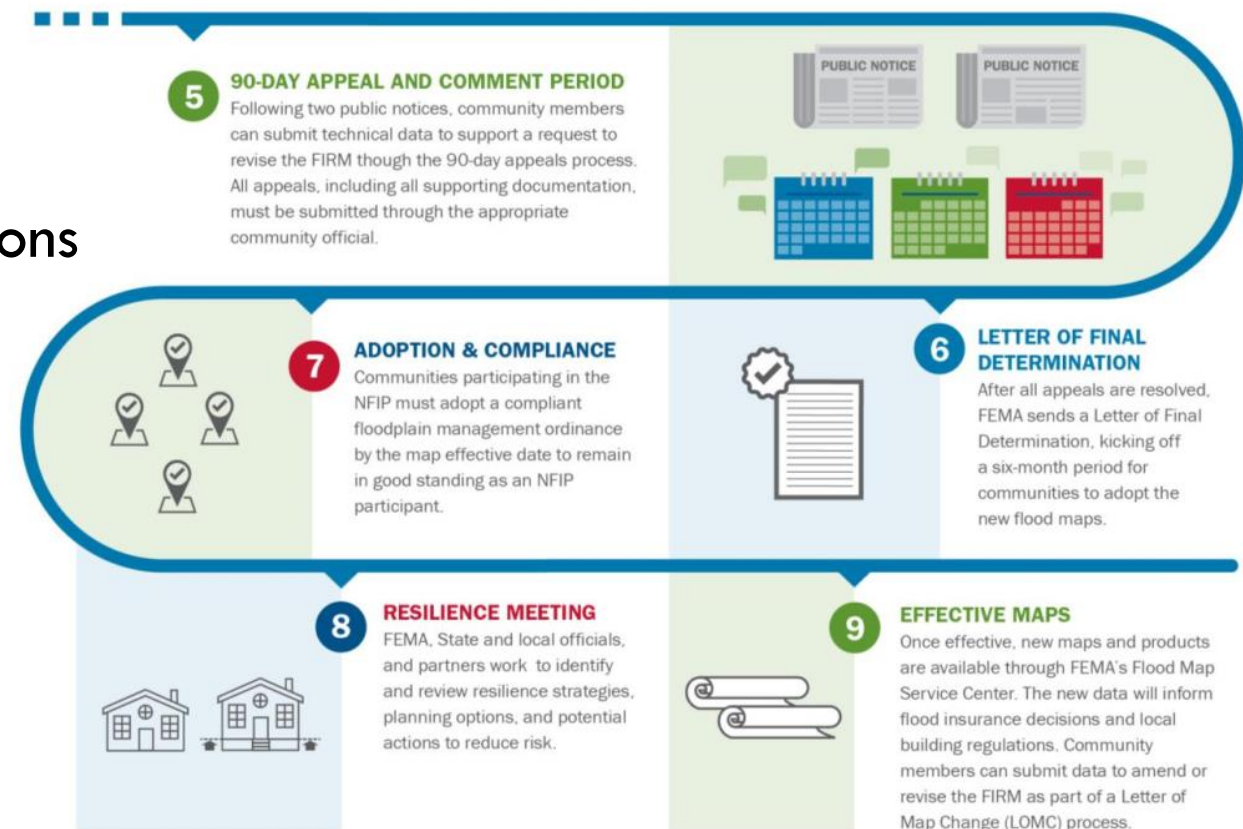 5
90-DAY APPEAL AND COMMENT PERIOD
Following two public notices, community members
can submit technical data to support a request to
revise the FIRM though the 90-day appeals process.
All appeals, including all supporting documentation,
must be submitted through the appropriate
community official.
PUBLIC NOTICE
PUBLIC NOTICE
ons
6
LETTER OF FINAL
DETERMINATION
After all appeals are resolved,
FEMA sends a Letter of Final
Determination, kicking off
a six-month period for
communities to adopt the
new flood maps.
7
ADOPTION & COMPLIANCE
Communities participating in the
NFIP must adopt a compliant
floodplain management ordinance
by the map effective date to remain
in good standing as an NFIP
participant.
8
RESILIENCE MEETING
FEMA, State and local officials,
and partners work to identify
and review resilience strategies,
planning options, and potential
actions to reduce risk.
9
EFFECTIVE MAPS
Once effective, new maps and products
are available through FEMA's Flood Map
Service Center. The new data will inform
flood insurance decisions and local
building regulations. Community
members can submit data to amend or
revise the FIRM as part of a Letter of
Map Change (LOMC) process.